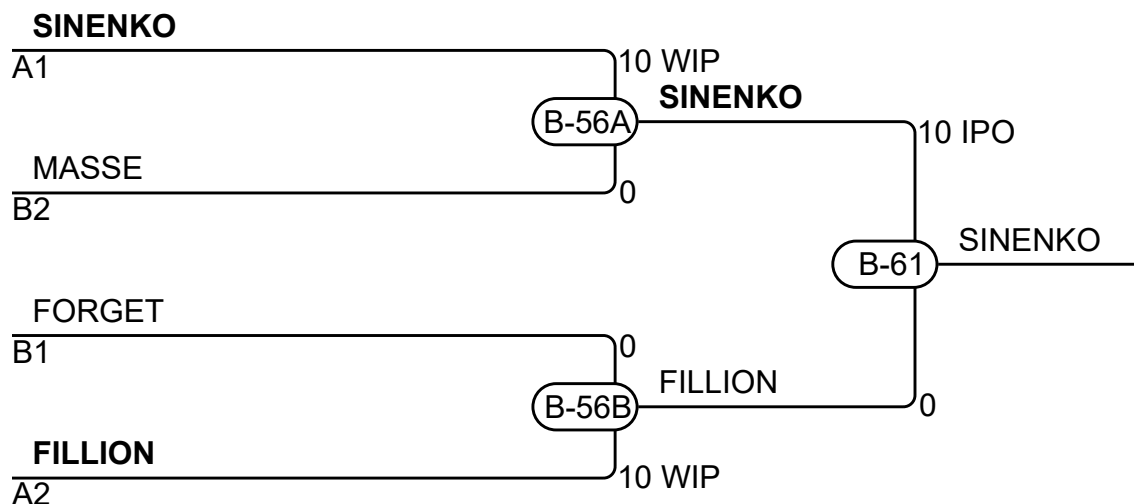 SINENKO
A1
10 WIP
SINENKO
B-56A
10 IPO
MASSE
B2
0
SINENKO
B-61
FORGET
B1
0
FILLION
B-56B
0
FILLION
A2
10 WIP